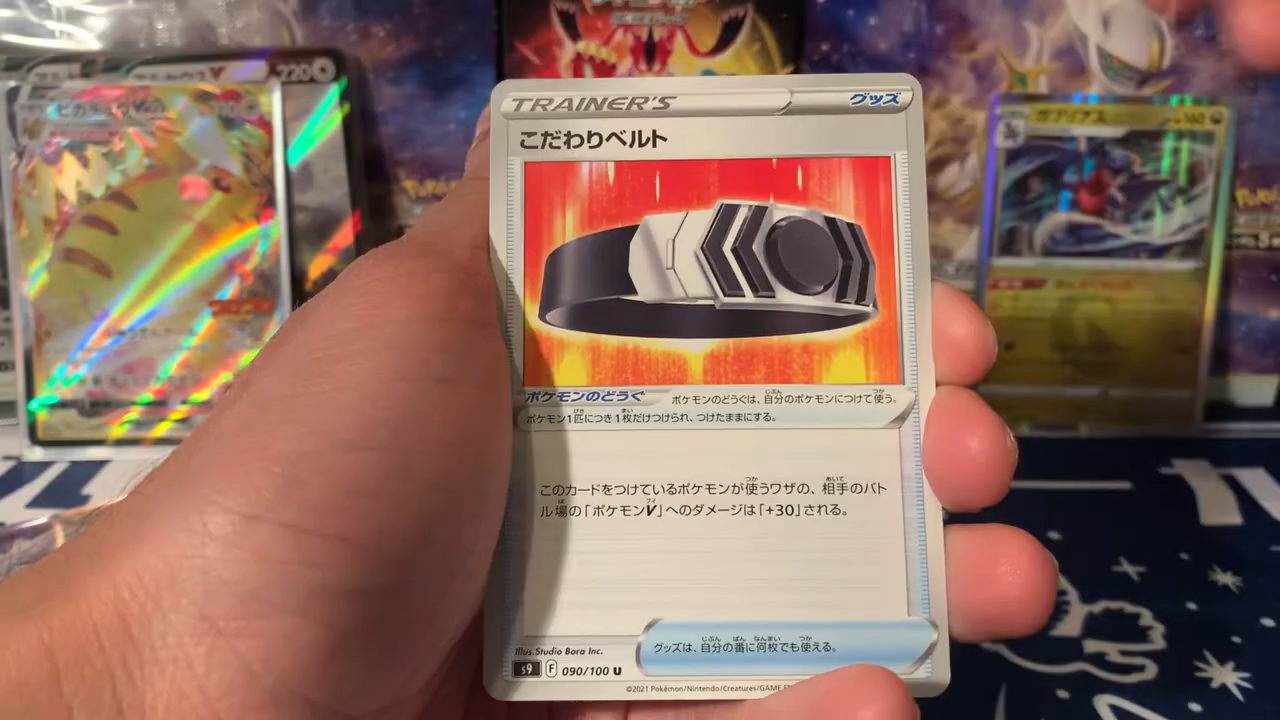 TRAINER'S
グッズ
こだわりベルト
ポケモンのどうぐ
ポケモンのどうぐは、自分のポケモンにつけて使う。
ポケモン1匹につき1枚だけつけられ、つけたままにする。
このカードをつけているポケモンが使うワザの、相手のバト
ル場の「ポケモンV」へのダメージは「+30」される。
グッズは、自分の番に何枚でも使える。
Illus.Studio Bora Inc.
s9 F 090/100 U
©2021 Pokémon/Nintendo/Creatures/GAME
220
ガブリアス
160